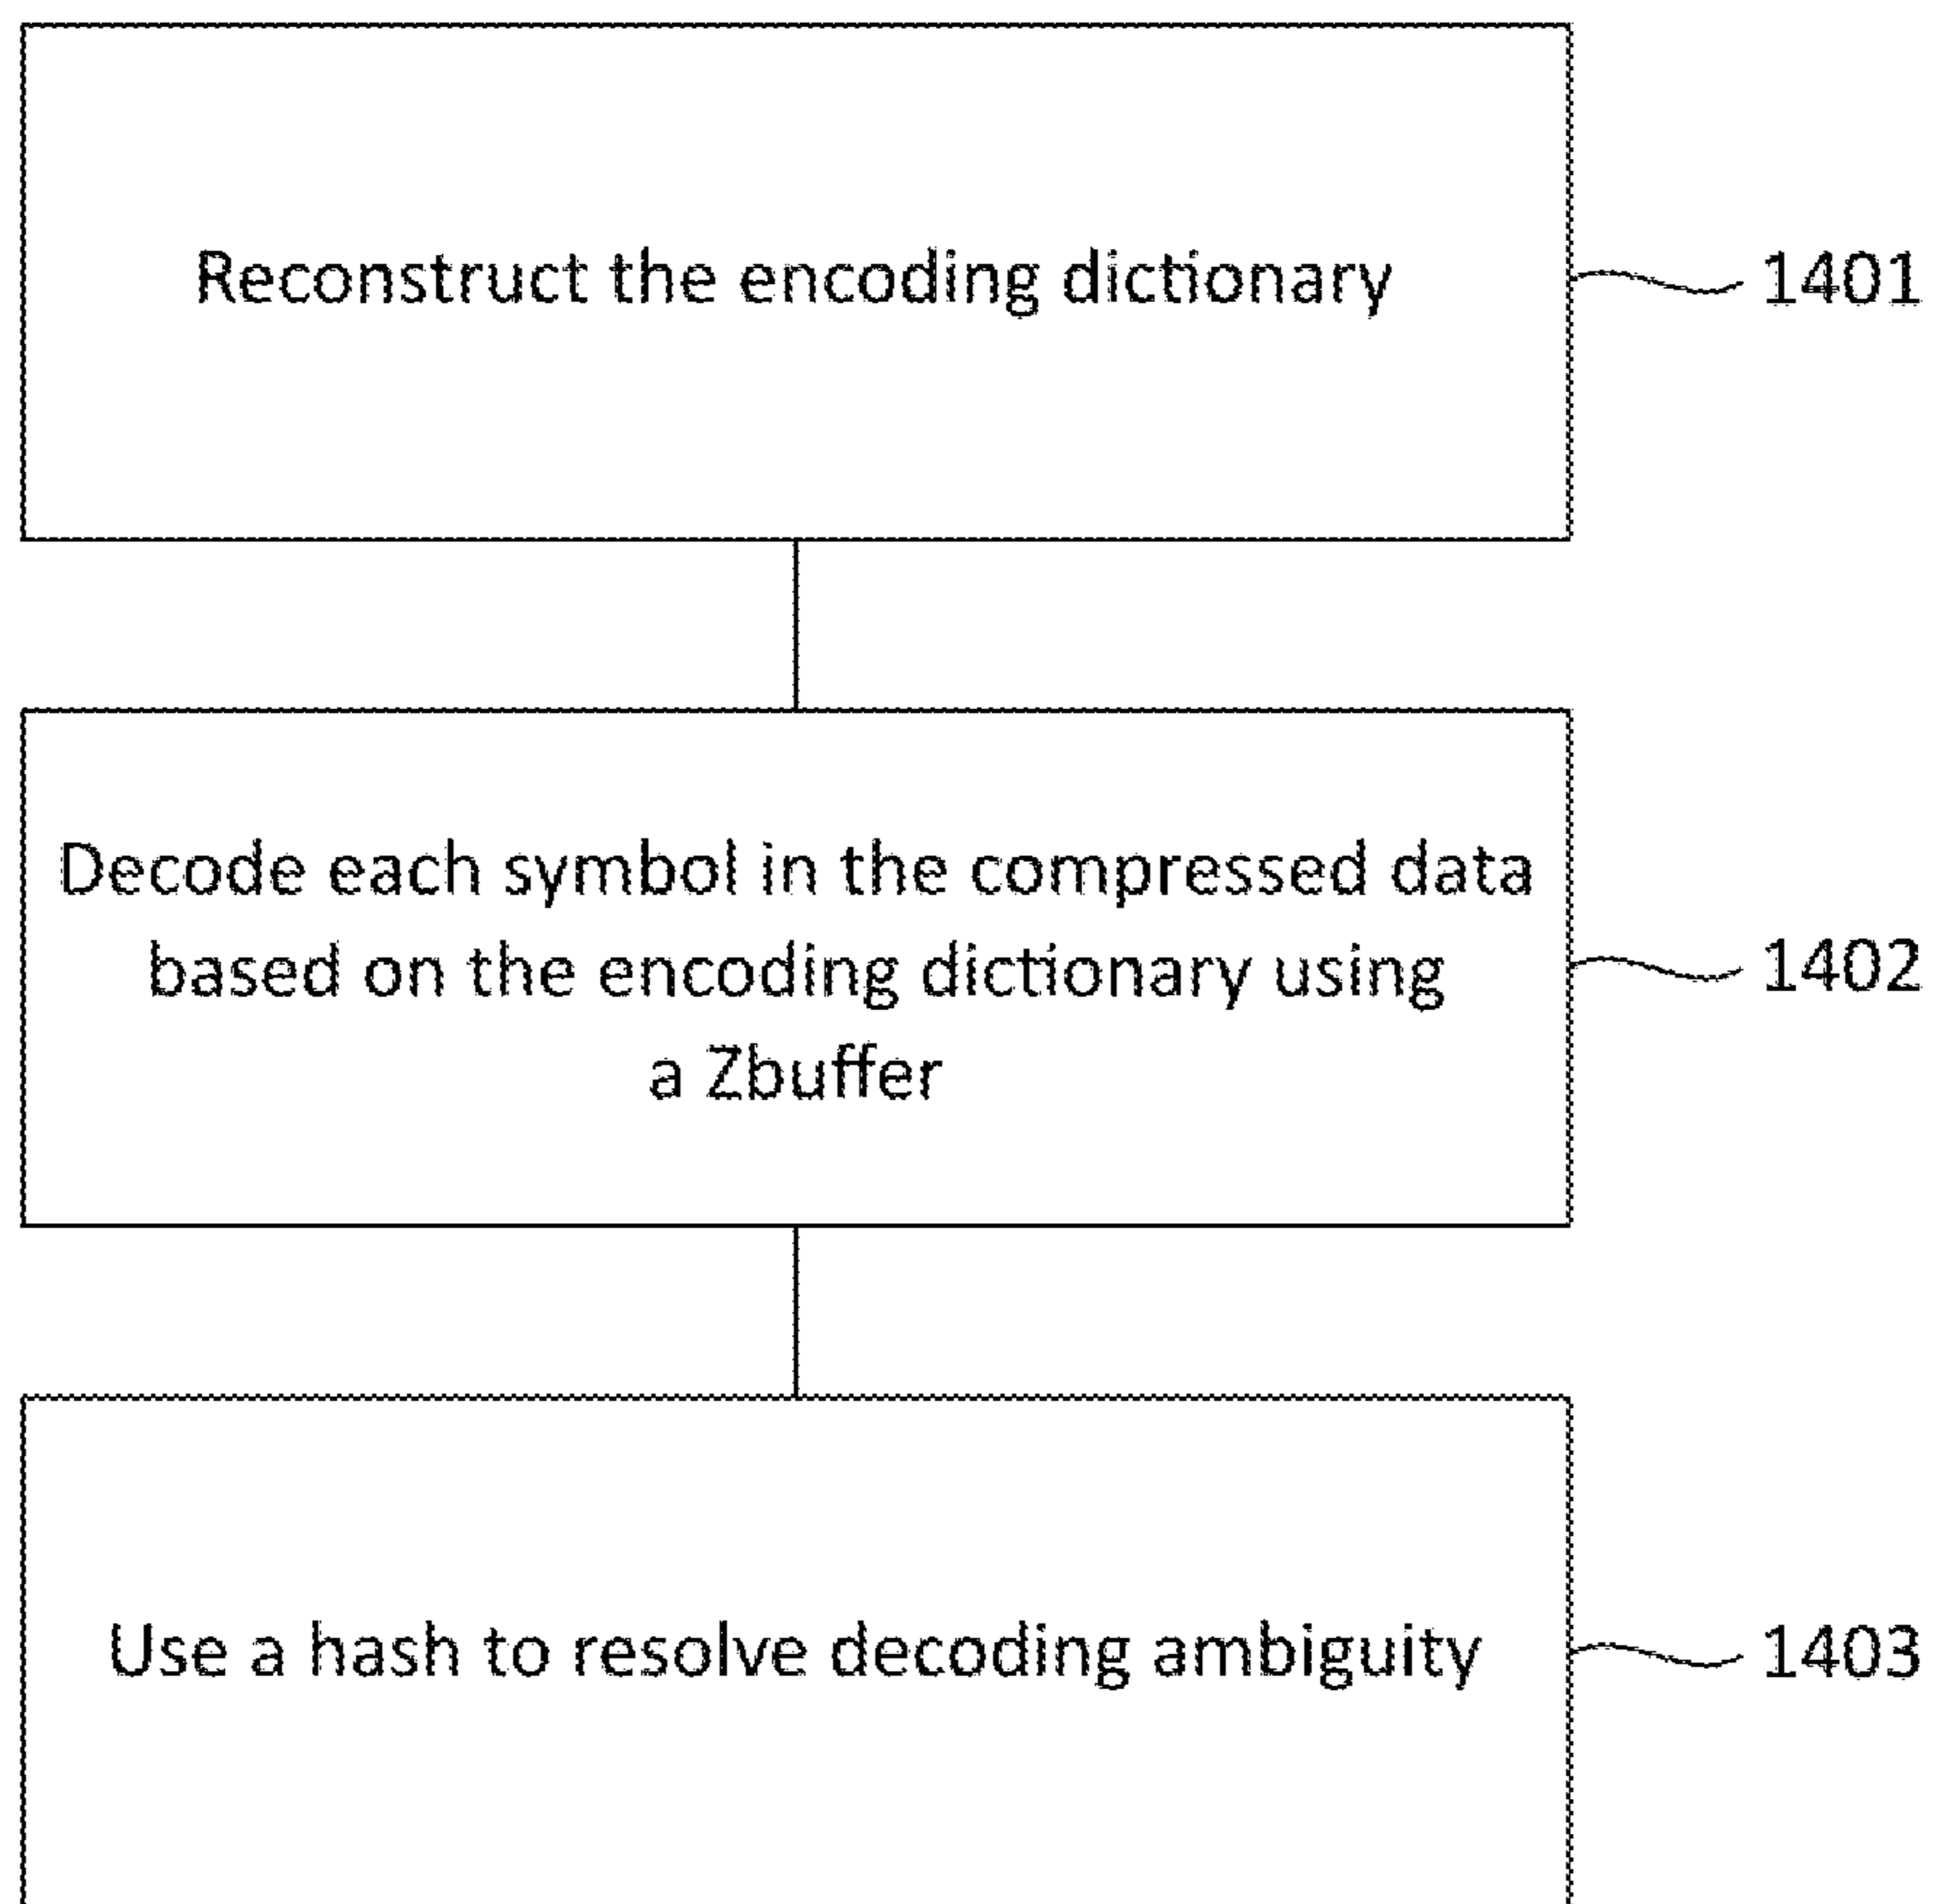 Reconstruct the encoding dictionary
1401
Decode each symbol in the compressed data
based on the encoding dictionary using
a Zbuffer
1402
Use a hash to resolve decoding ambiguity
1403